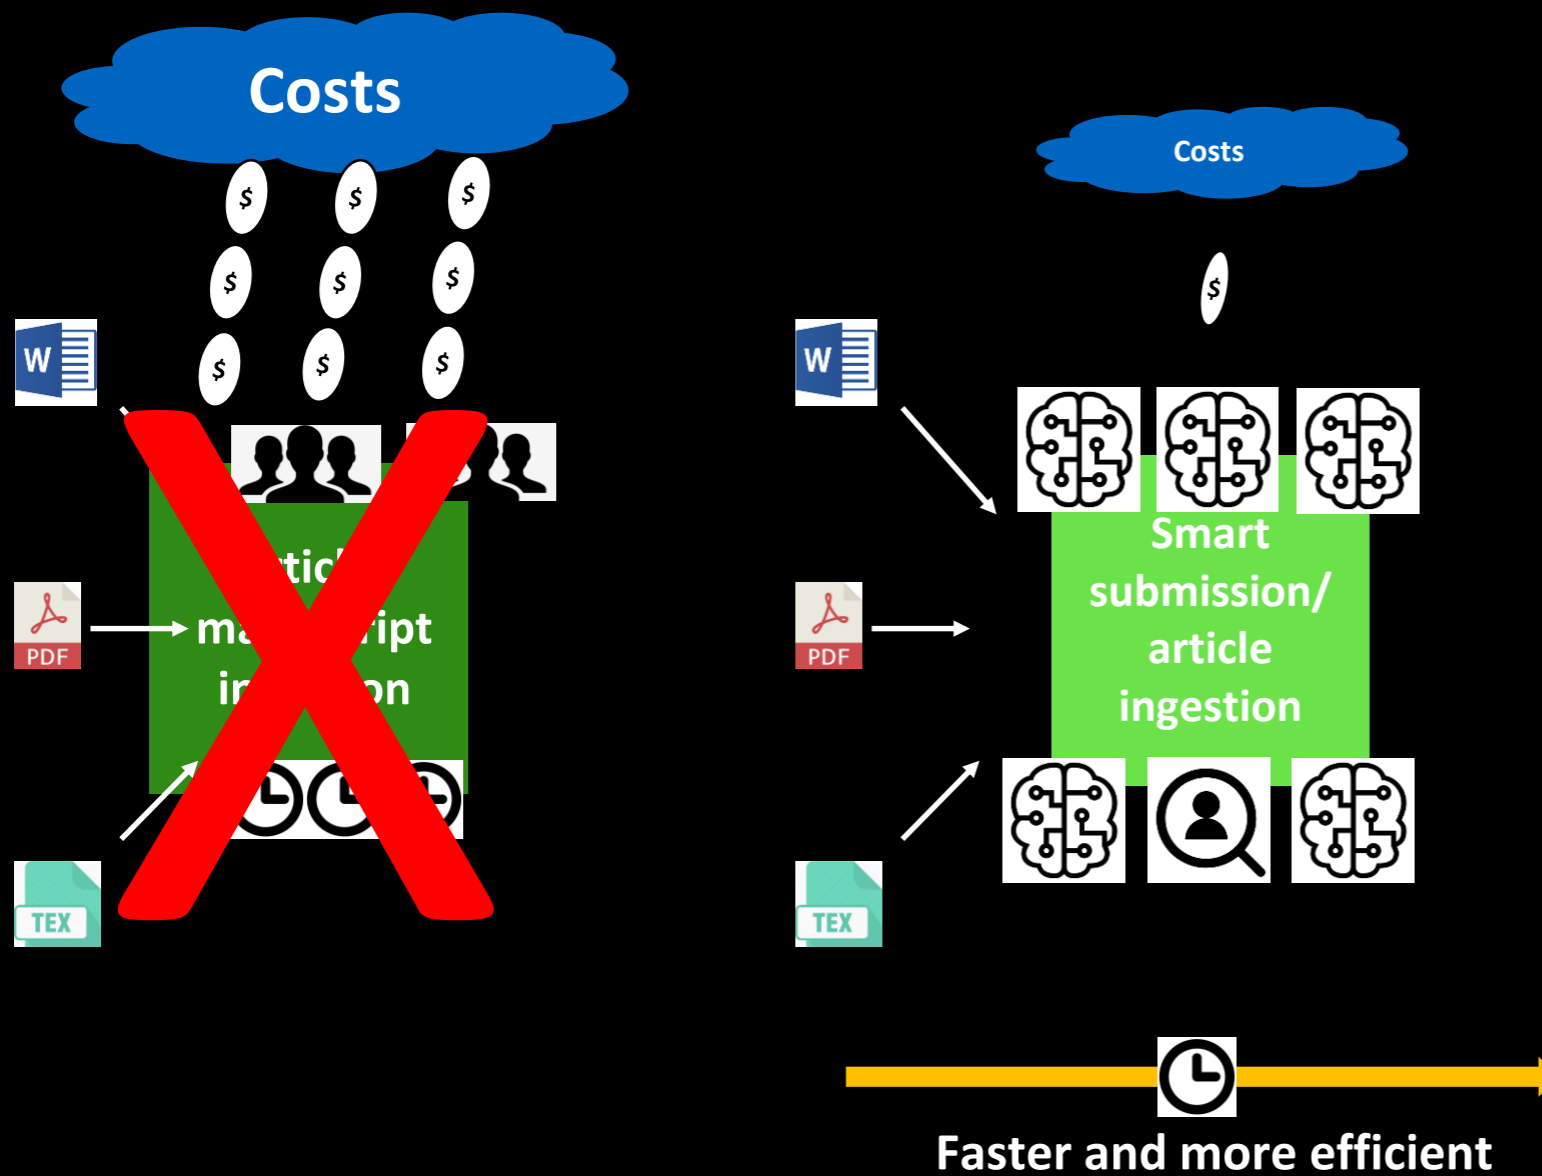 Costs
$ $ $
$ $ $
$ $ $
W
PDF
TEX
Costs
$
W
PDF
TEX
Smart
submission/
article
ingestion
Faster and more efficient